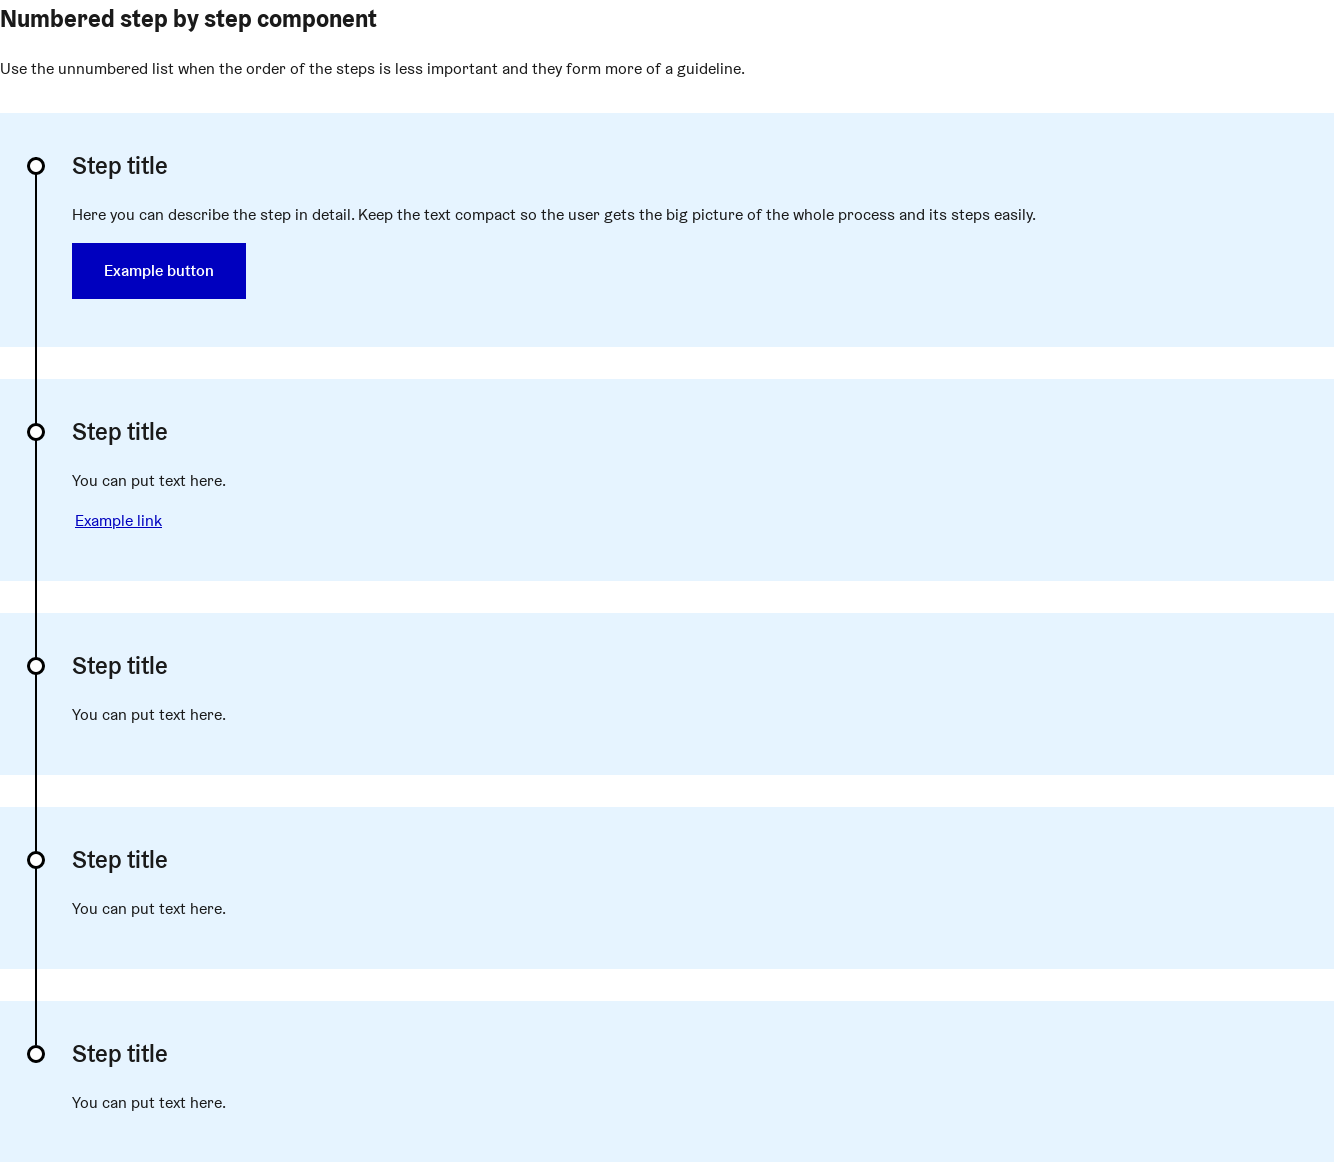 Numbered step by step component
Use the unnumbered list when the order of the steps is less important and they form more of a guideline.
Step title
Here you can describe the step in detail. Keep the text compact so the user gets the big picture of the whole process and its steps easily.
Example button
Step title
You can put text here.
Example link
Step title
You can put text here.
Step title
You can put text here.
Step title
You can put text here.